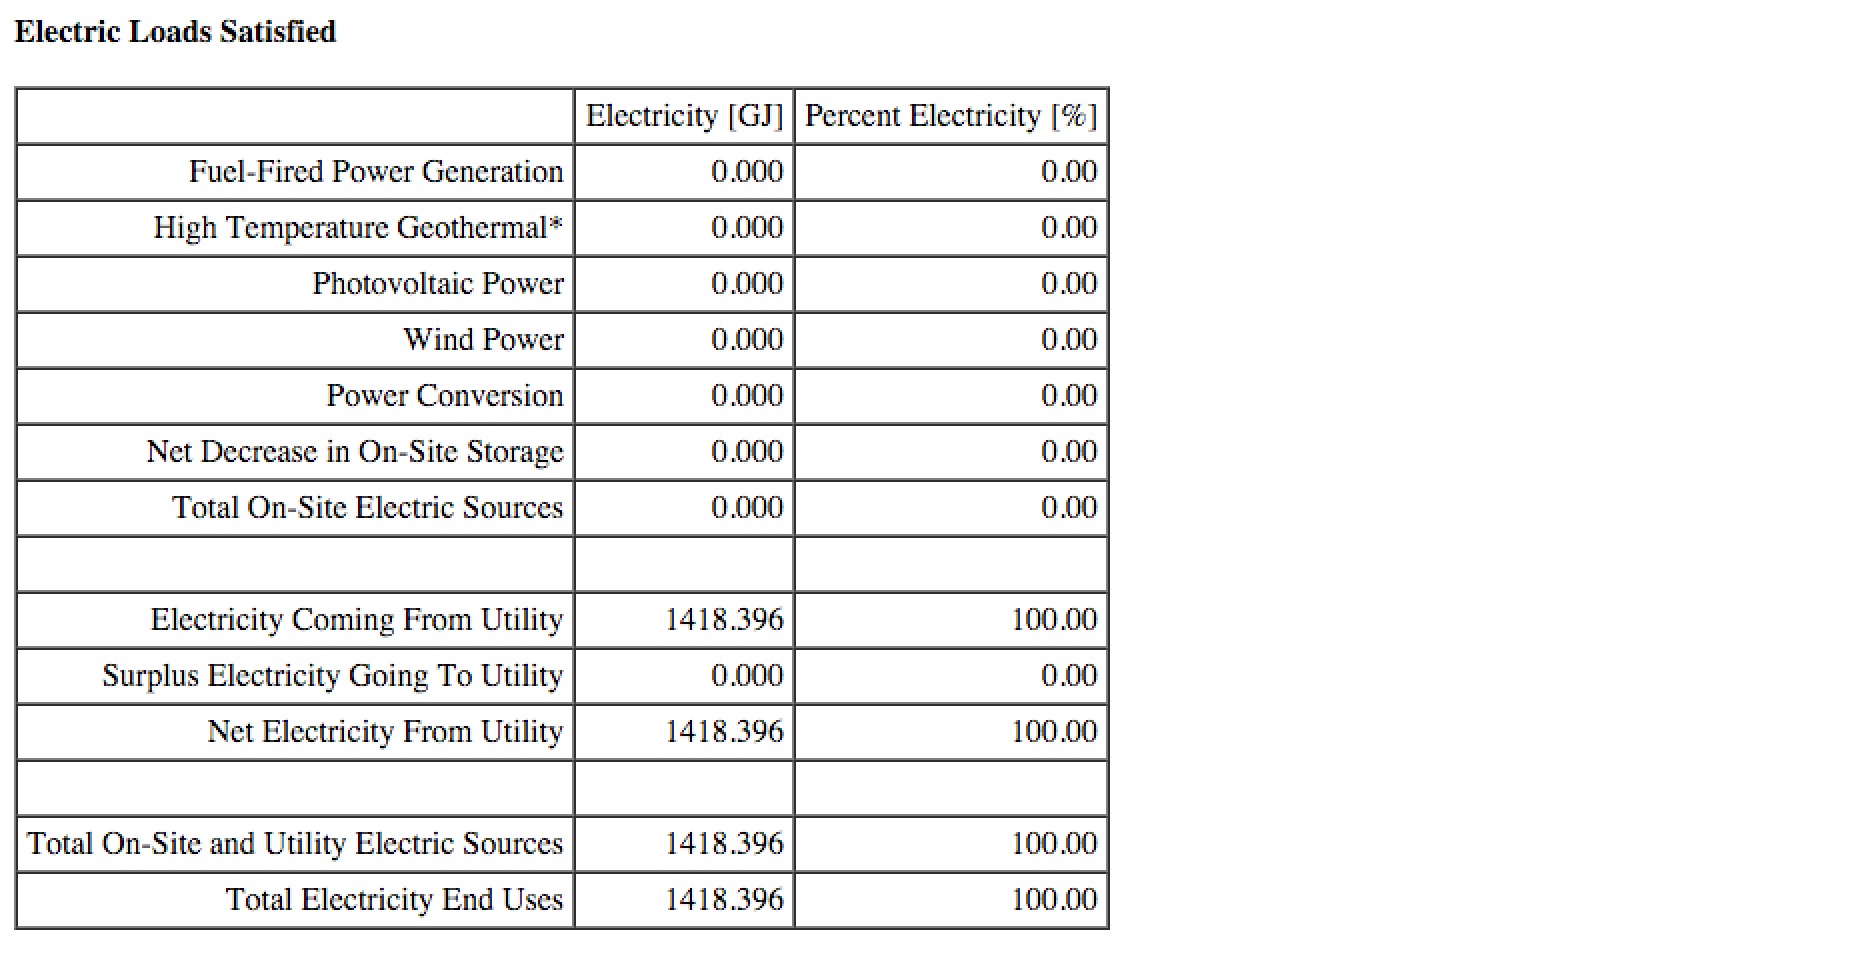 Electric Loads Satisfied
Electricity [GJ] Percent Electricity [%]
Fuel-Fired Power Generation 0.000 0.00
High Temperature Geothermal* 0.000 0.00
Photovoltaic Power 0.000 0.00
Wind Power 0.000 0.00
Power Conversion 0.000 0.00
Net Decrease in On-Site Storage 0.000 0.00
Total On-Site Electric Sources 0.000 0.00
Electricity Coming From Utility 1418.396 100.00
Surplus Electricity Going To Utility 0.000 0.00
Net Electricity From Utility 1418.396 100.00
Total On-Site and Utility Electric Sources 1418.396 100.00
Total Electricity End Uses 1418.396 100.00